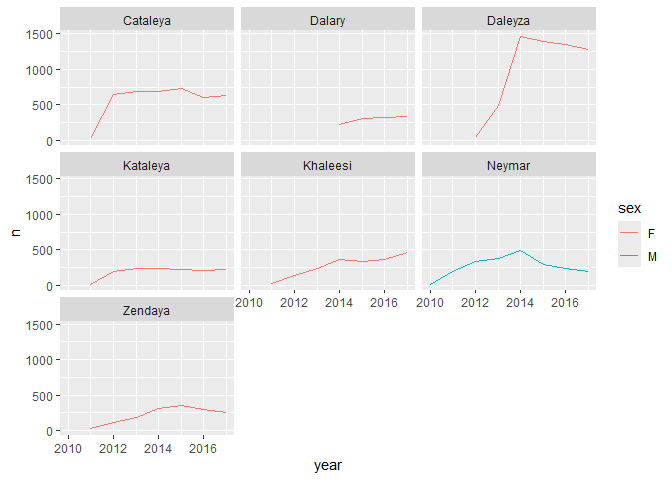 Cataleya Dalary Daleyza
1500
1000
500
0
Kataleya Khaleesi Neymar
1500
1000
500
0
2010 2012 2014 2016 2010 2012 2014 2016
Zendaya
1500
1000
500
0
2010 2012 2014 2016
n
year
sex
F
M